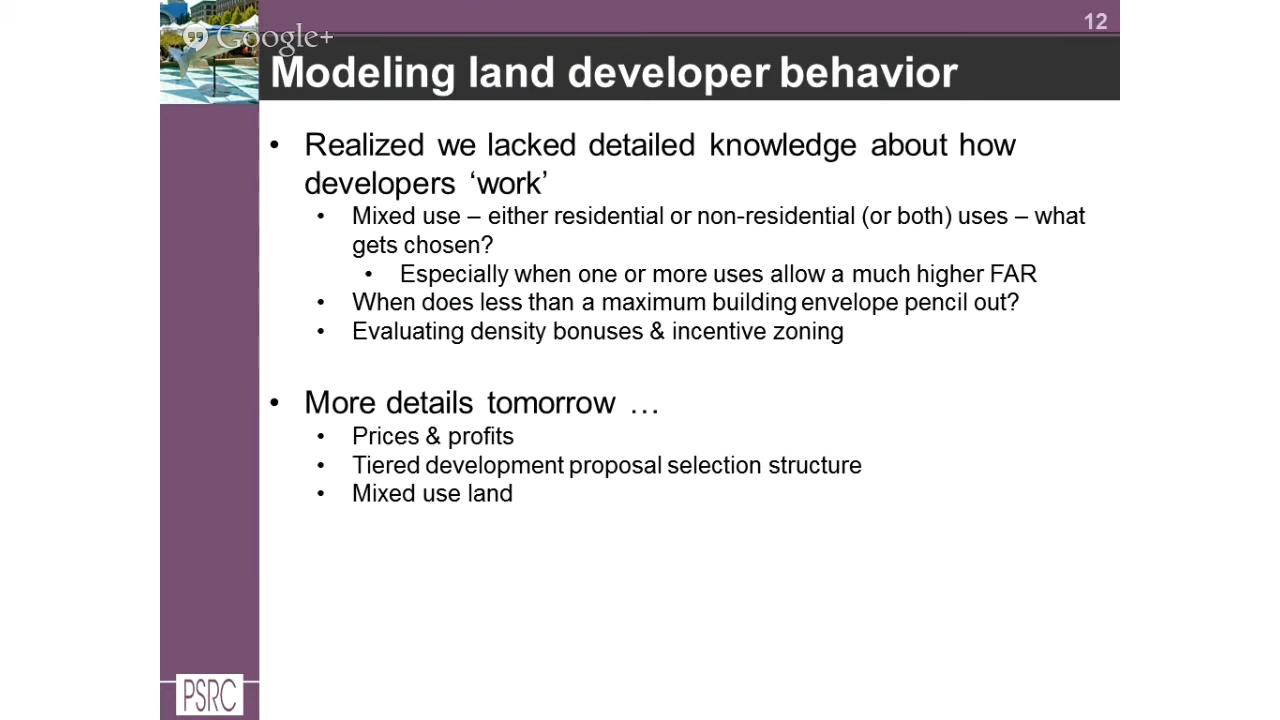 12
Google+
Modeling land developer behavior
• Realized we lacked detailed knowledge about how
developers ‘work’
• Mixed use – either residential or non-residential (or both) uses – what
gets chosen?
• Especially when one or more uses allow a much higher FAR
• When does less than a maximum building envelope pencil out?
• Evaluating density bonuses & incentive zoning
• More details tomorrow …
• Prices & profits
• Tiered development proposal selection structure
• Mixed use land
PSRC